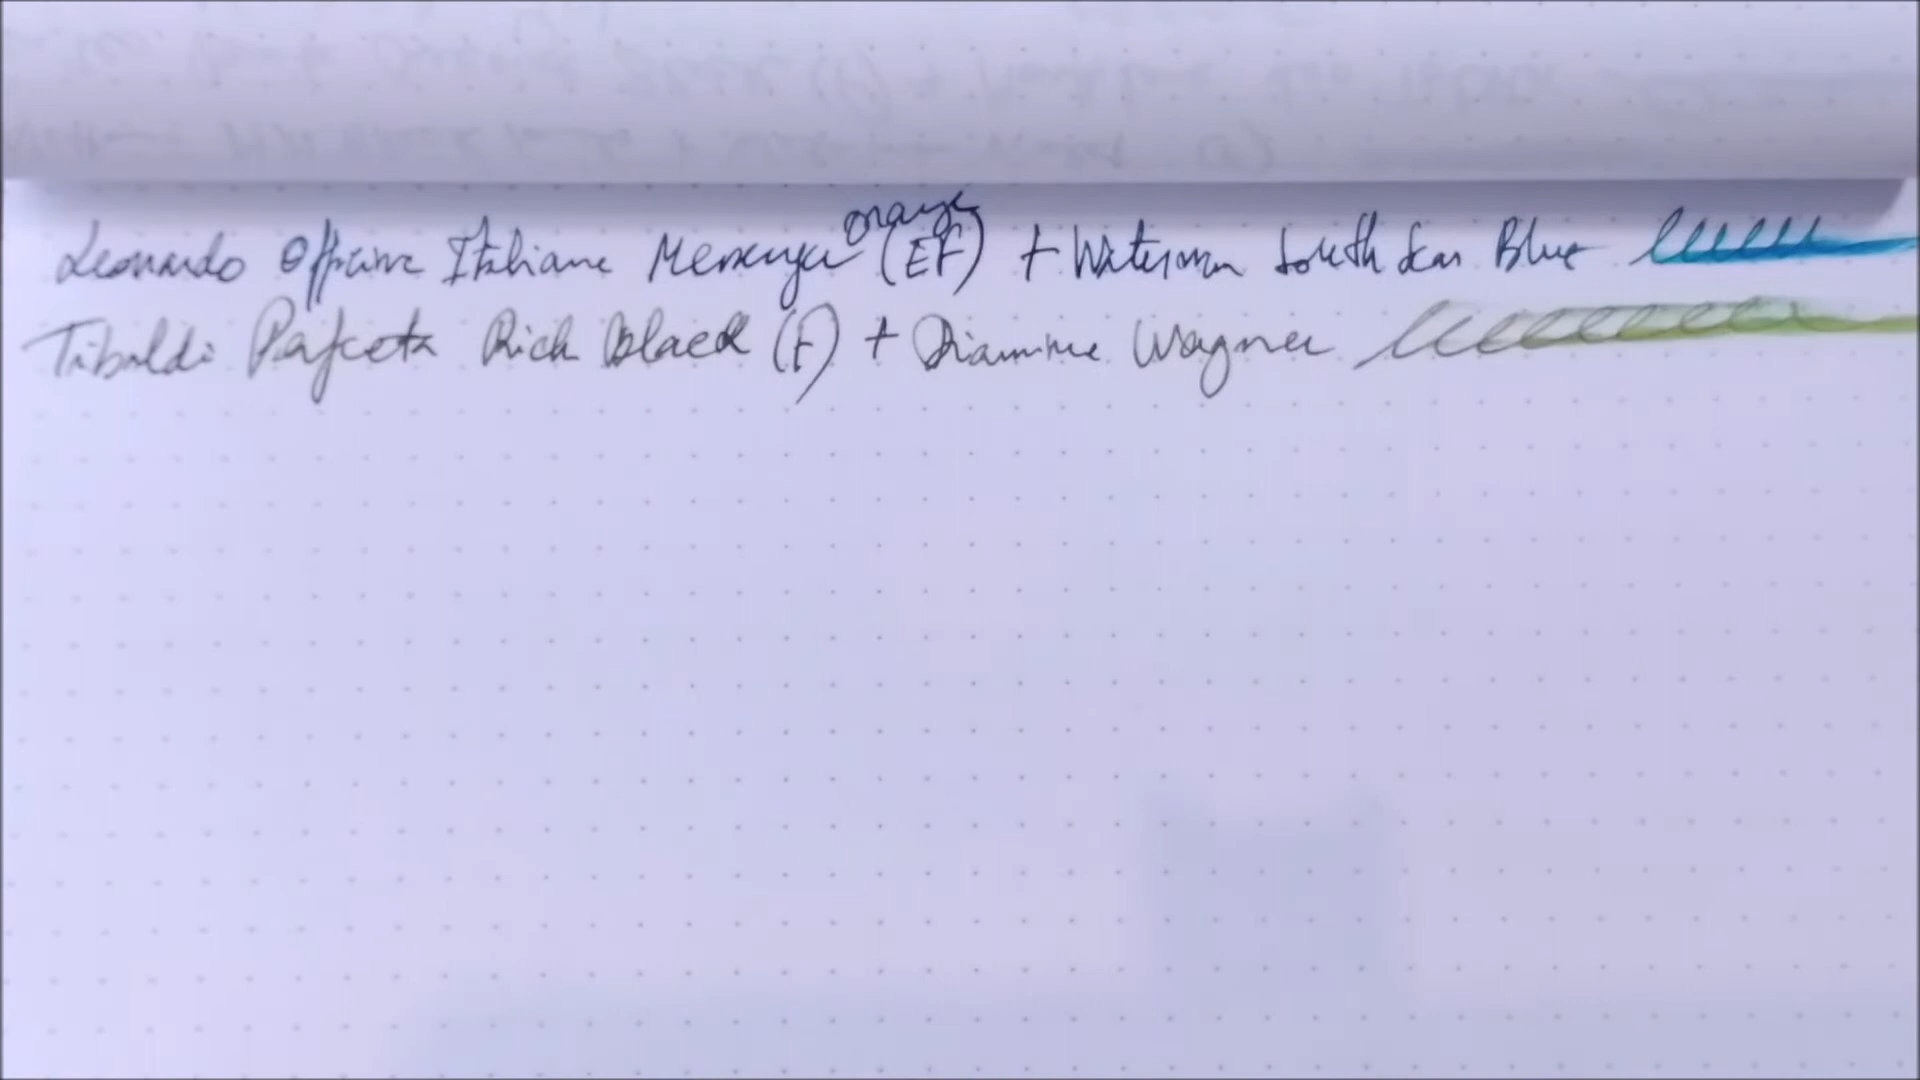 Leonardo Officina Italiana Messenger orange (EF) + Waterman South Sea Blue
Tibaldi Perfecta Rich Black (F) + Diamine Wagner